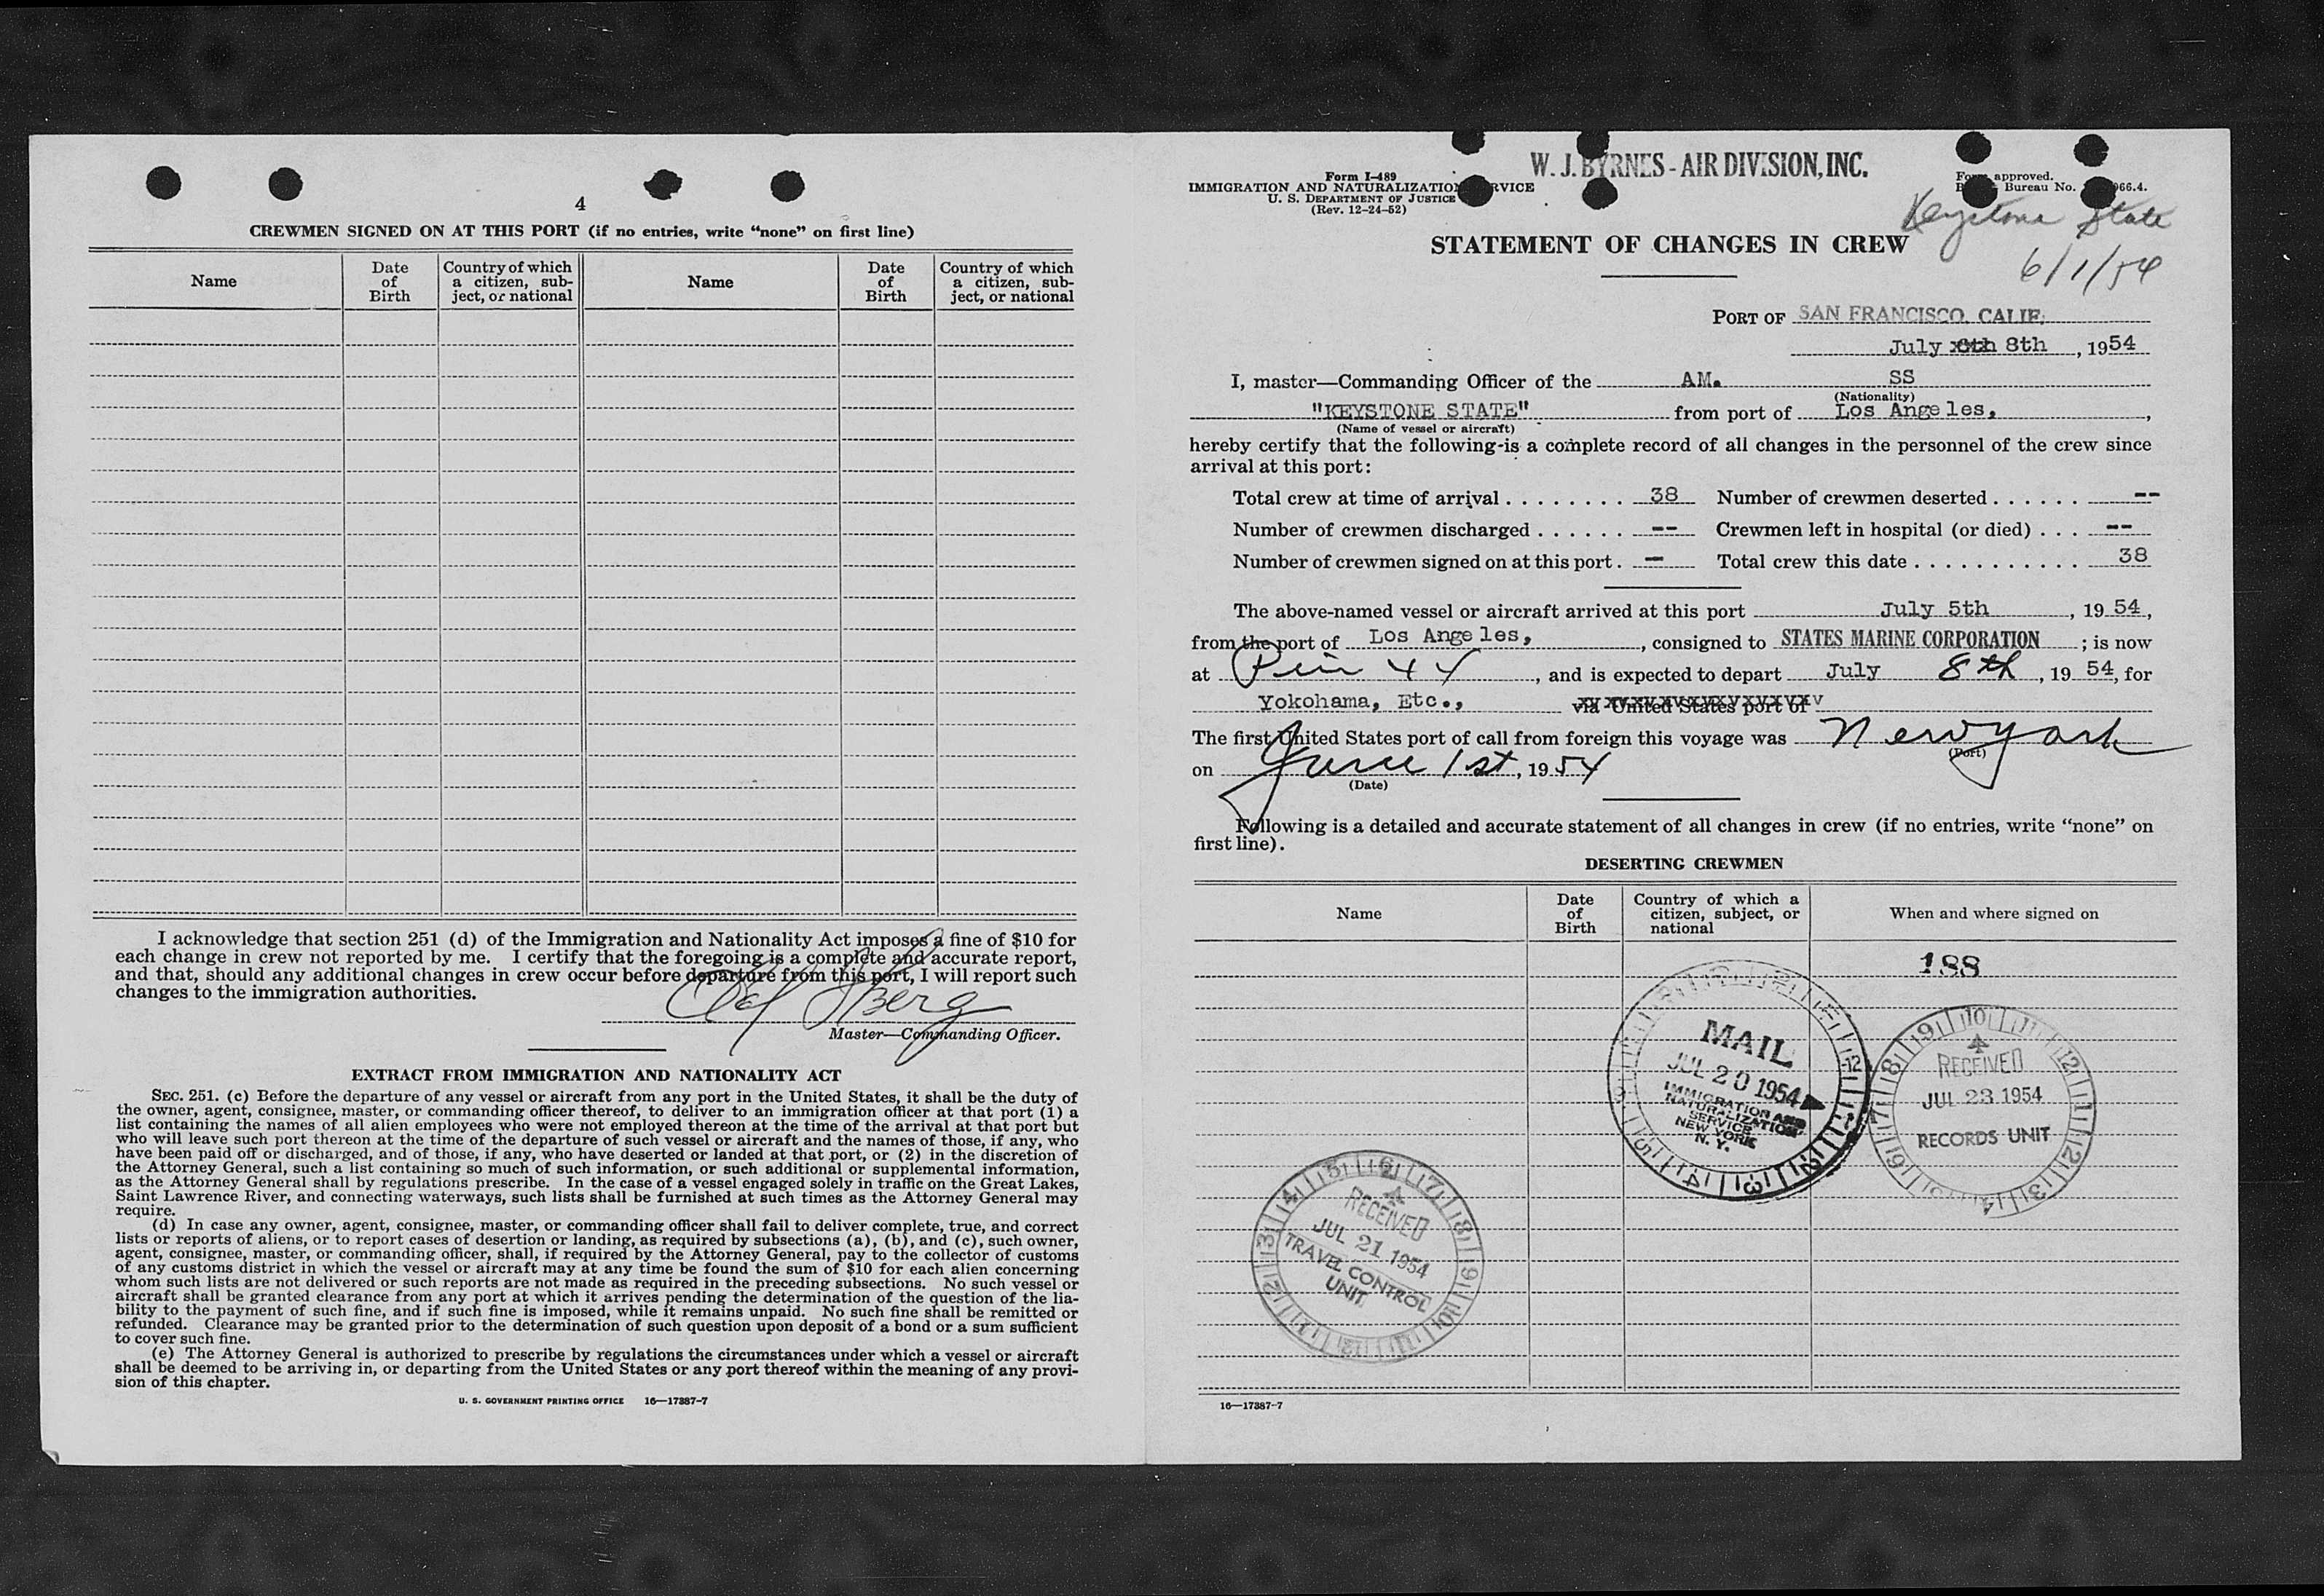 4
CREWMEN SIGNED ON AT THIS PORT (if no entries, write "none" on first line)
Name
Date of Birth
Country of which a citizen, subject, or national
Name
Date of Birth
Country of which a citizen, subject, or national
I acknowledge that section 251 (d) of the Immigration and Nationality Act imposes a fine of $10 for
each change in crew not reported by me. I certify that the foregoing is a complete and accurate report,
and that, should any additional changes in crew occur before departure from this port, I will report such
changes to the immigration authorities.
Berg
Master—Commanding Officer.
EXTRACT FROM IMMIGRATION AND NATIONALITY ACT
SEC. 251. (c) Before the departure of any vessel or aircraft from any port in the United States, it shall be the duty of
the owner, agent, consignee, master, or commanding officer thereof, to deliver to an immigration officer at that port (1) a
list containing the names of all alien employees who were not employed thereon at the time of the arrival at that port but
who will leave such port thereon at the time of the departure of such vessel or aircraft and the names of those, if any, who
have been paid off or discharged, and of those, if any, who have deserted or landed at that port, or (2) in the discretion of
the Attorney General, such a list containing so much of such information, or such additional or supplemental information,
as the Attorney General shall by regulations prescribe. In the case of a vessel engaged solely in traffic on the Great Lakes,
Saint Lawrence River, and connecting waterways, such lists shall be furnished at such times as the Attorney General may
require.
(d) In case any owner, agent, consignee, master, or commanding officer shall fail to deliver complete, true, and correct
lists or reports of aliens, or to report cases of desertion or landing, as required by subsections (a), (b), and (c), such owner,
agent, consignee, master, or commanding officer, shall, if required by the Attorney General, pay to the collector of customs
of any customs district in which the vessel or aircraft may at any time be found the sum of $10 for each alien concerning
whom such lists are not delivered or such reports are not made as required in the preceding subsections. No such vessel or
aircraft shall be granted clearance from any port at which it arrives pending the determination of the question of the lia-
bility to the payment of such fine, and if such fine is imposed, while it remains unpaid. No such fine shall be remitted or
refunded. Clearance may be granted prior to the determination of such question upon deposit of a bond or a sum sufficient
to cover such fine.
(e) The Attorney General is authorized to prescribe by regulations the circumstances under which a vessel or aircraft
shall be deemed to be arriving in, or departing from the United States or any port thereof within the meaning of any provi-
sion of this chapter.
U. S. GOVERNMENT PRINTING OFFICE 16—17387-7
Form I-489
IMMIGRATION AND NATURALIZATION SERVICE
U. S. DEPARTMENT OF JUSTICE
(Rev. 12-24-52)
W. J. BYRNES - AIR DIVISION, INC.
Form approved.
Bureau No. 966.4.
Keystone State
6/1/54
STATEMENT OF CHANGES IN CREW
PORT OF SAN FRANCISCO, CALIF.
July 6th 8th, 1954
I, master—Commanding Officer of the AM. SS
(Nationality)
"KEYSTONE STATE" from port of Los Angeles,,
(Name of vessel or aircraft)
hereby certify that the following is a complete record of all changes in the personnel of the crew since
arrival at this port:
Total crew at time of arrival 38 Number of crewmen deserted --
Number of crewmen discharged -- Crewmen left in hospital (or died) --
Number of crewmen signed on at this port - Total crew this date 38
The above-named vessel or aircraft arrived at this port July 5th, 1954,
from the port of Los Angeles,, consigned to STATES MARINE CORPORATION; is now
at Pier 44, and is expected to depart July 8th, 1954, for
Yokohama, Etc., via United States port of
The first United States port of call from foreign this voyage was New York
(Port)
on June 1st, 1954
(Date)
Following is a detailed and accurate statement of all changes in crew (if no entries, write "none" on
first line).
DESERTING CREWMEN
Name
Date of Birth
Country of which a citizen, subject, or national
When and where signed on
188
MAIL
JUL 20 1954
IMMIGRATION AND
NATURALIZATION
SERVICE
NEW YORK
N. Y.
RECEIVED
JUL 23 1954
RECORDS UNIT
RECEIVED
JUL 21 1954
TRAVEL CONTROL
UNIT
16—17387-7